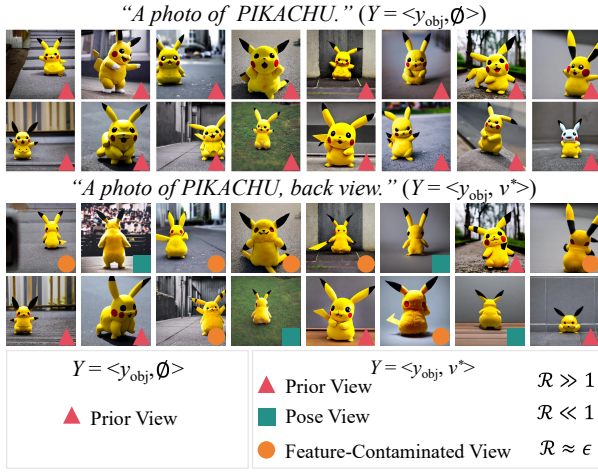 “A photo of PIKACHU.” (Y = <y_obj,∅>)
“A photo of PIKACHU, back view.” (Y = <y_obj, v*>)
Y = <y_obj,∅>
Prior View
Y = <y_obj, v*>
Prior View ℛ ≫ 1
Pose View ℛ ≪ 1
Feature-Contaminated View ℛ ≈ ϵ